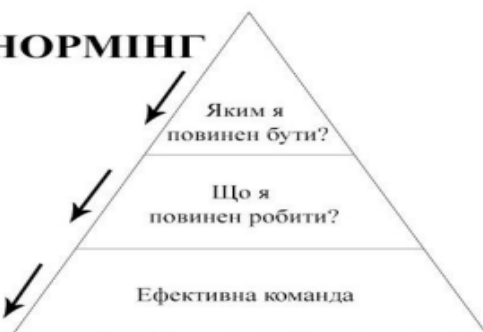 НОРМІНГ
Яким я
повинен бути?
Що я
повинен робити?
Ефективна команда